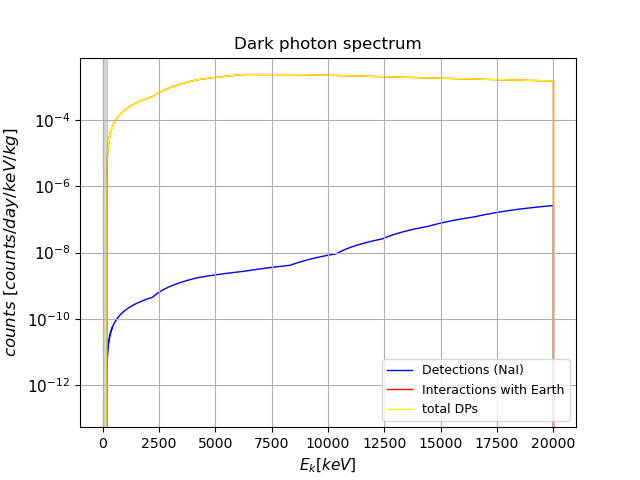 Dark photon spectrum
counts [counts/day/keV/kg]
10^−4
10^−6
10^−8
10^−10
10^−12
Detections (NaI)
Interactions with Earth
total DPs
0 2500 5000 7500 10000 12500 15000 17500 20000
E_k[keV]